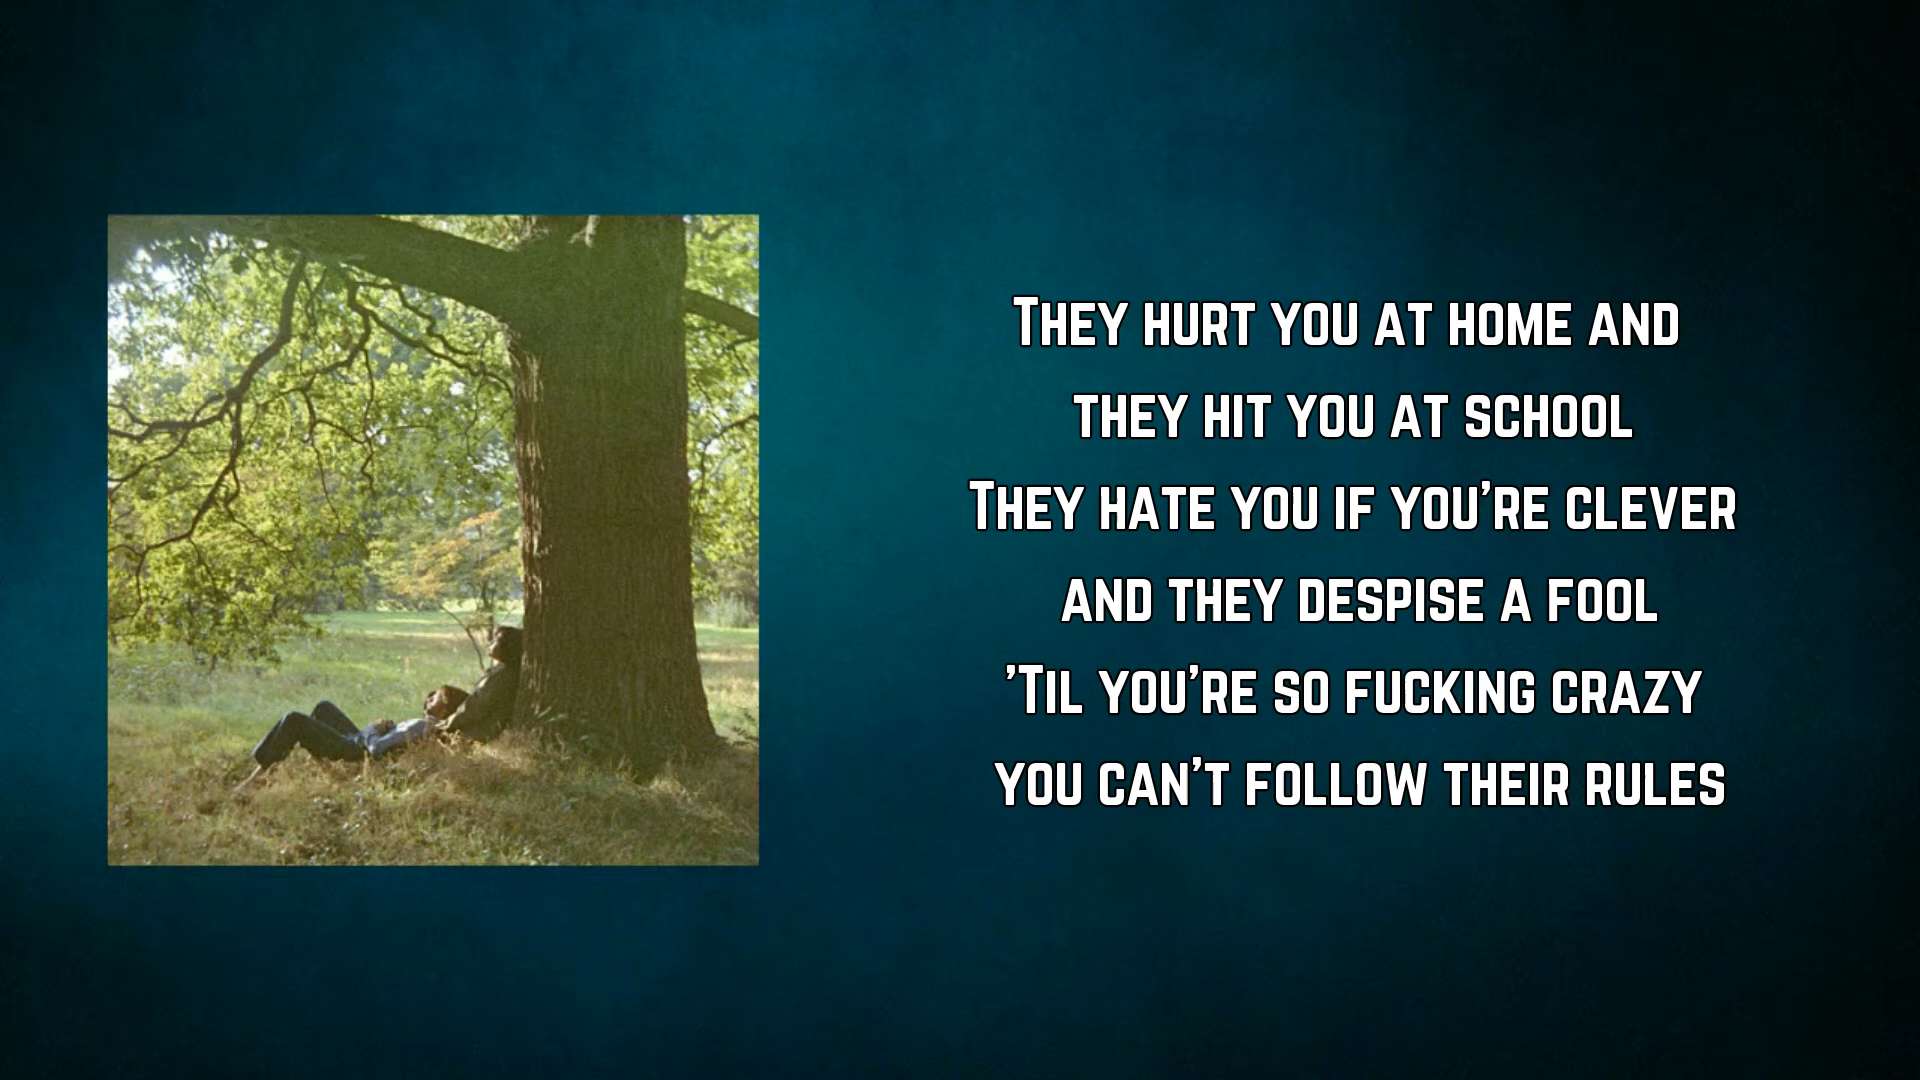 They hurt you at home and
they hit you at school
They hate you if you're clever
and they despise a fool
'Til you're so fucking crazy
you can't follow their rules